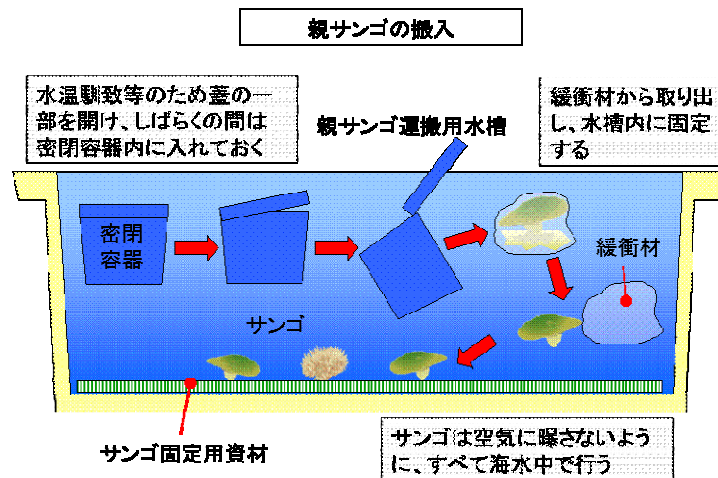 親サンゴの搬入
水温馴致等のため蓋の一
部を開け、しばらくの間は
密閉容器内に入れておく
親サンゴ運搬用水槽
緩衝材から取り出
し、水槽内に固定
する
密閉
容器
緩衝材
サンゴ
サンゴ固定用資材
サンゴは空気に曝さないよう
に、すべて海水中で行う